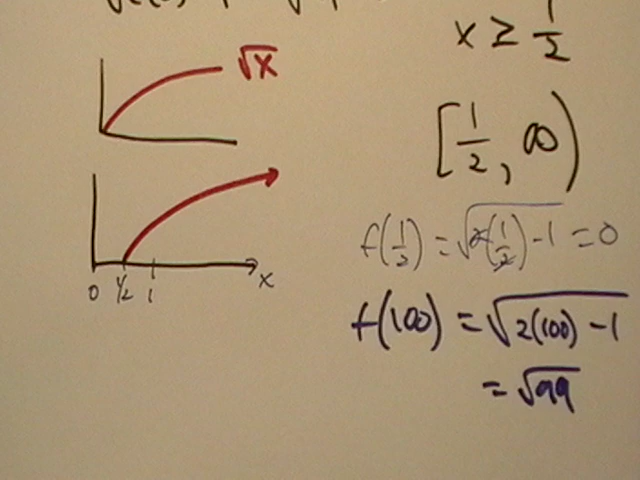 √x
0 ½ 1 x
x ≥ 1/2
[1/2, ∞)
f(1/2) = √(2(1/2) - 1) = 0
f(100) = √(2(100) - 1)
= √99